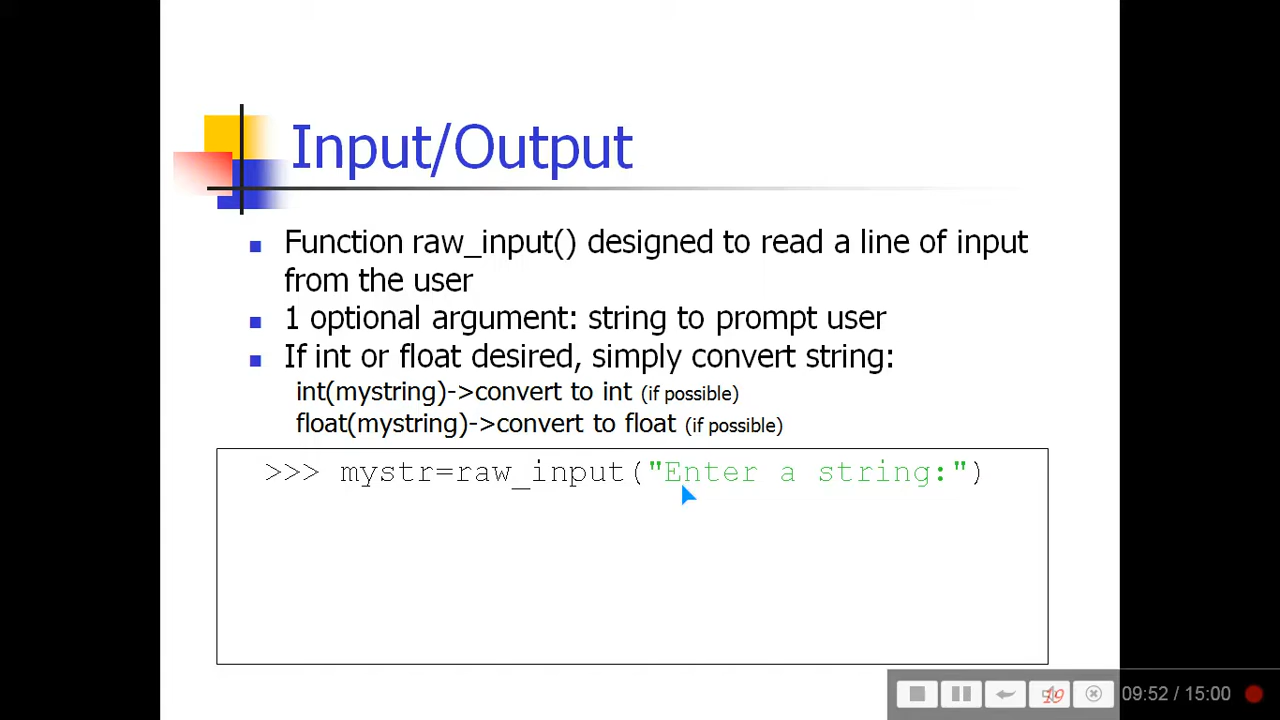 Input/Output
Function raw_input() designed to read a line of input
from the user
1 optional argument: string to prompt user
If int or float desired, simply convert string:
int(mystring)->convert to int (if possible)
float(mystring)->convert to float (if possible)
>>> mystr=raw_input("Enter a string:")
19
09:52 / 15:00